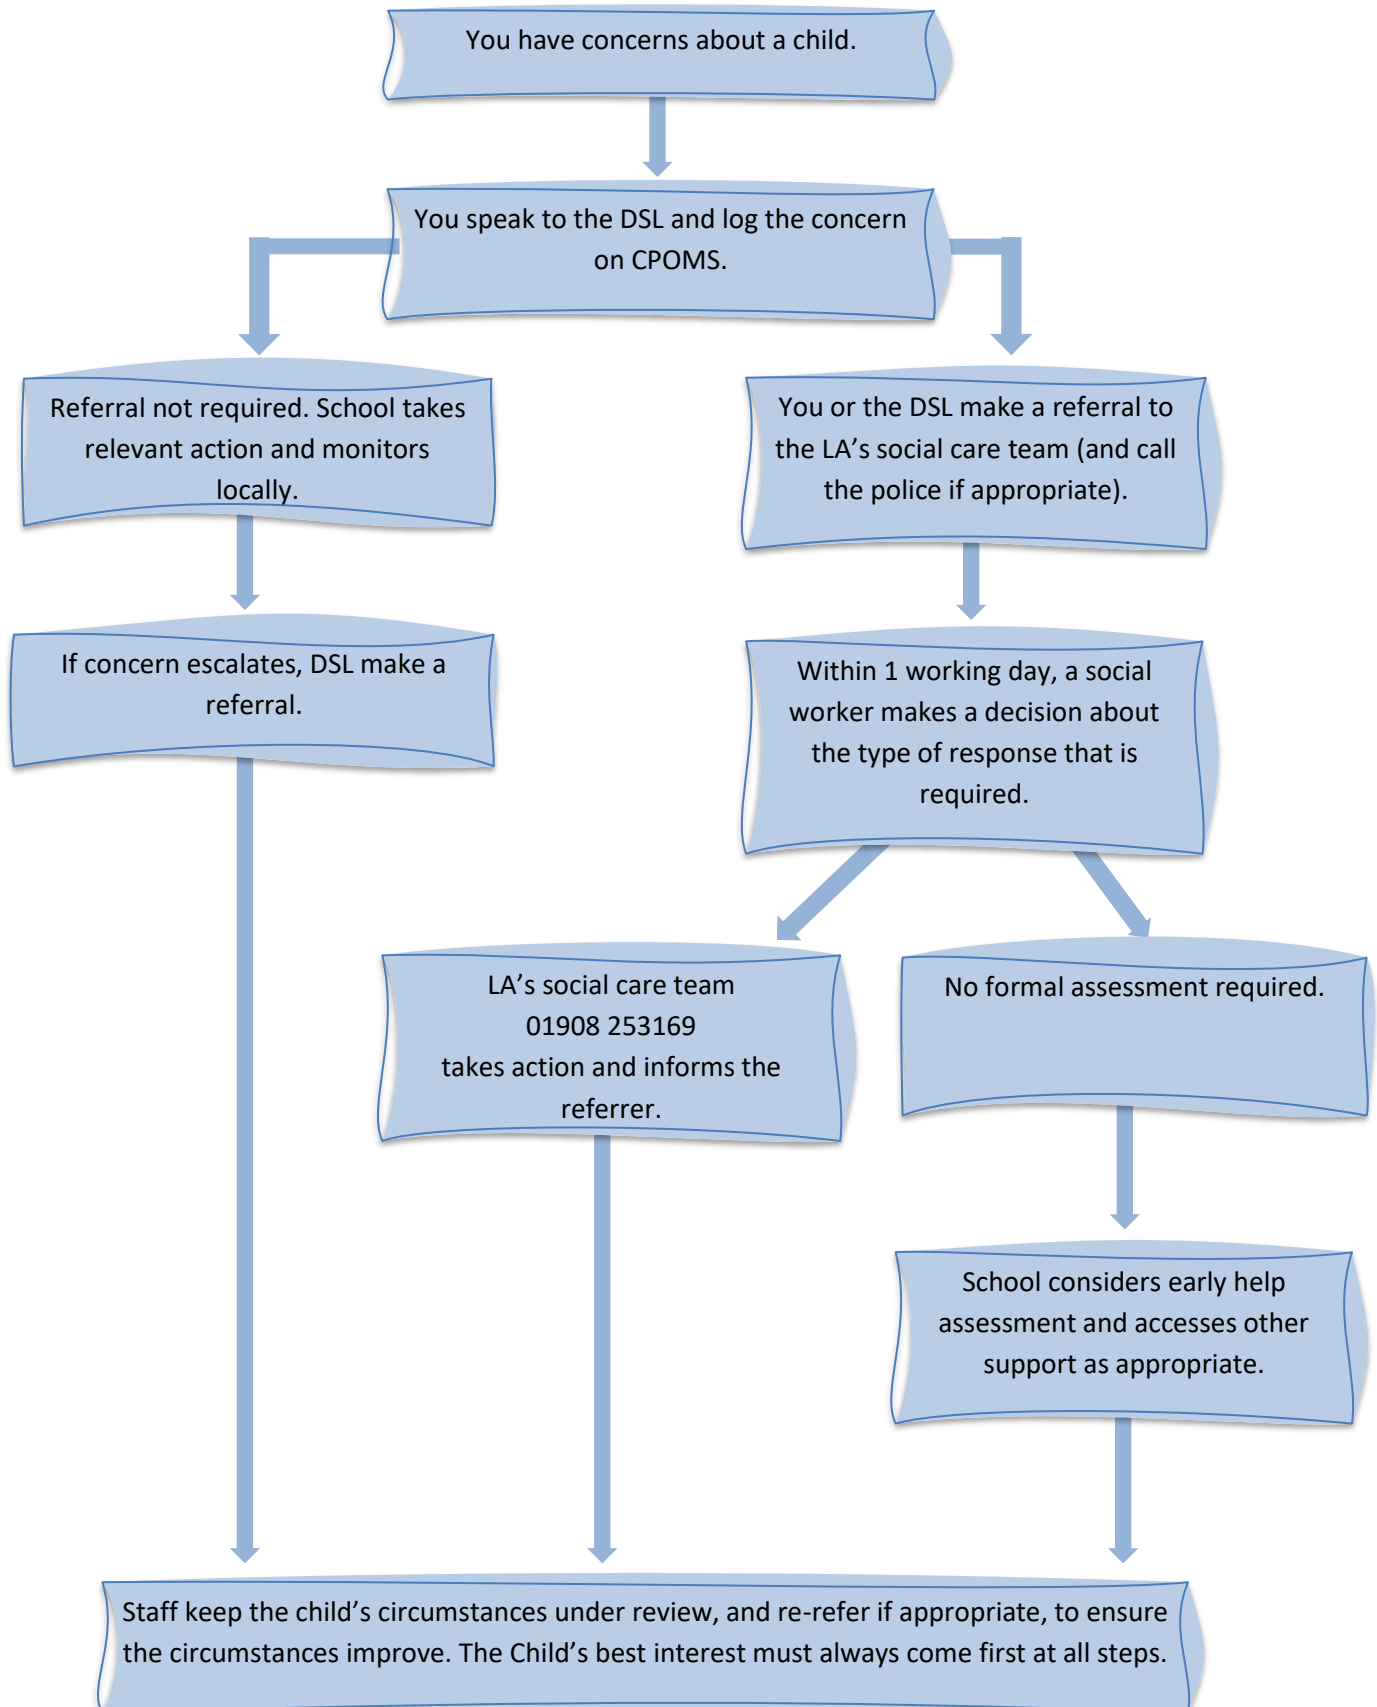 You have concerns about a child.
You speak to the DSL and log the concern
on CPOMS.
Referral not required. School takes
relevant action and monitors
locally.
You or the DSL make a referral to
the LA’s social care team (and call
the police if appropriate).
If concern escalates, DSL make a
referral.
Within 1 working day, a social
worker makes a decision about
the type of response that is
required.
LA’s social care team
01908 253169
takes action and informs the
referrer.
No formal assessment required.
School considers early help
assessment and accesses other
support as appropriate.
Staff keep the child’s circumstances under review, and re-refer if appropriate, to ensure
the circumstances improve. The Child’s best interest must always come first at all steps.